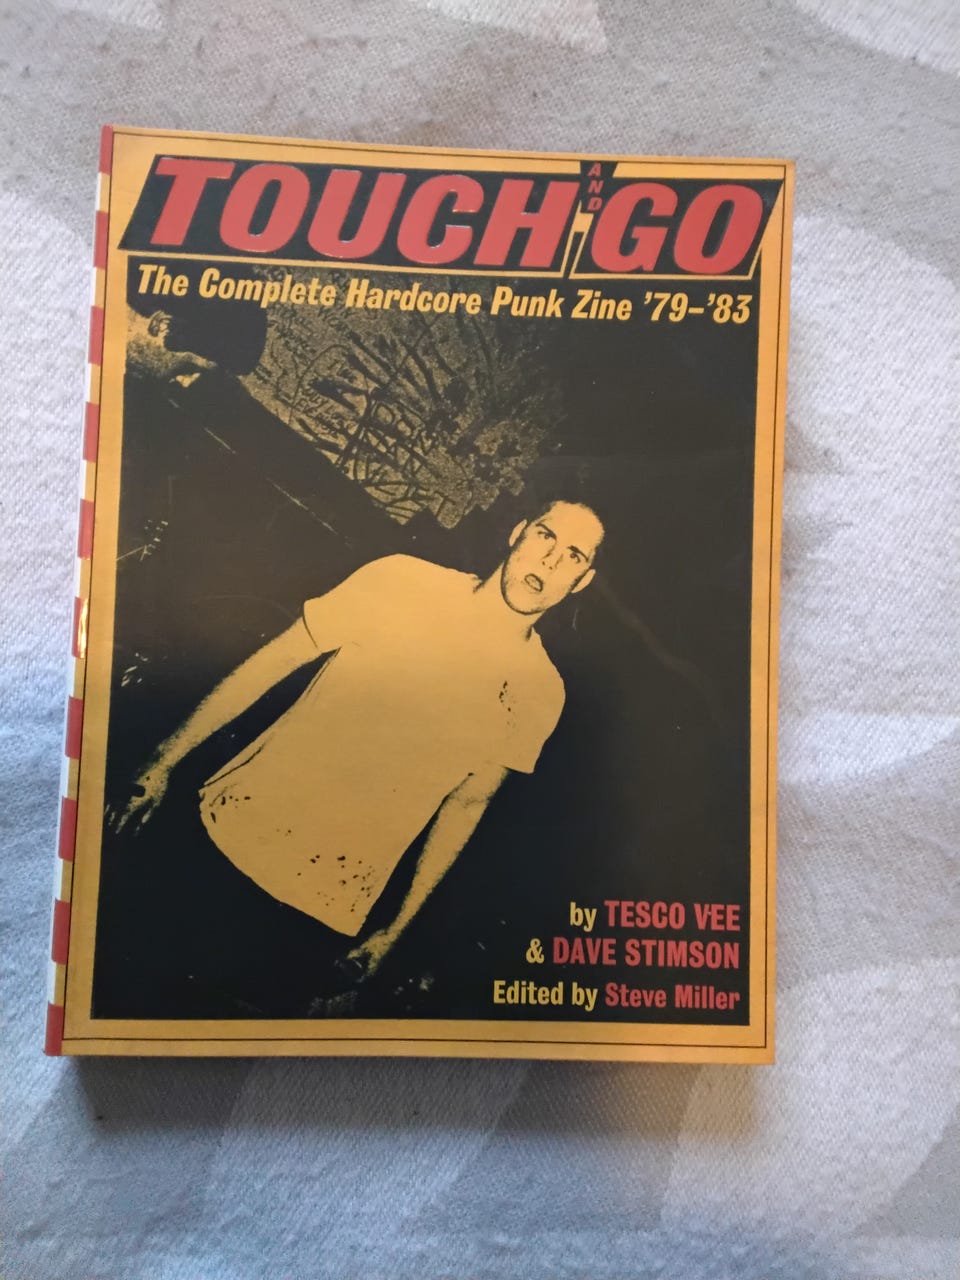 TOUCH AND GO
The Complete Hardcore Punk Zine '79–'83
by TESCO VEE
& DAVE STIMSON
Edited by Steve Miller